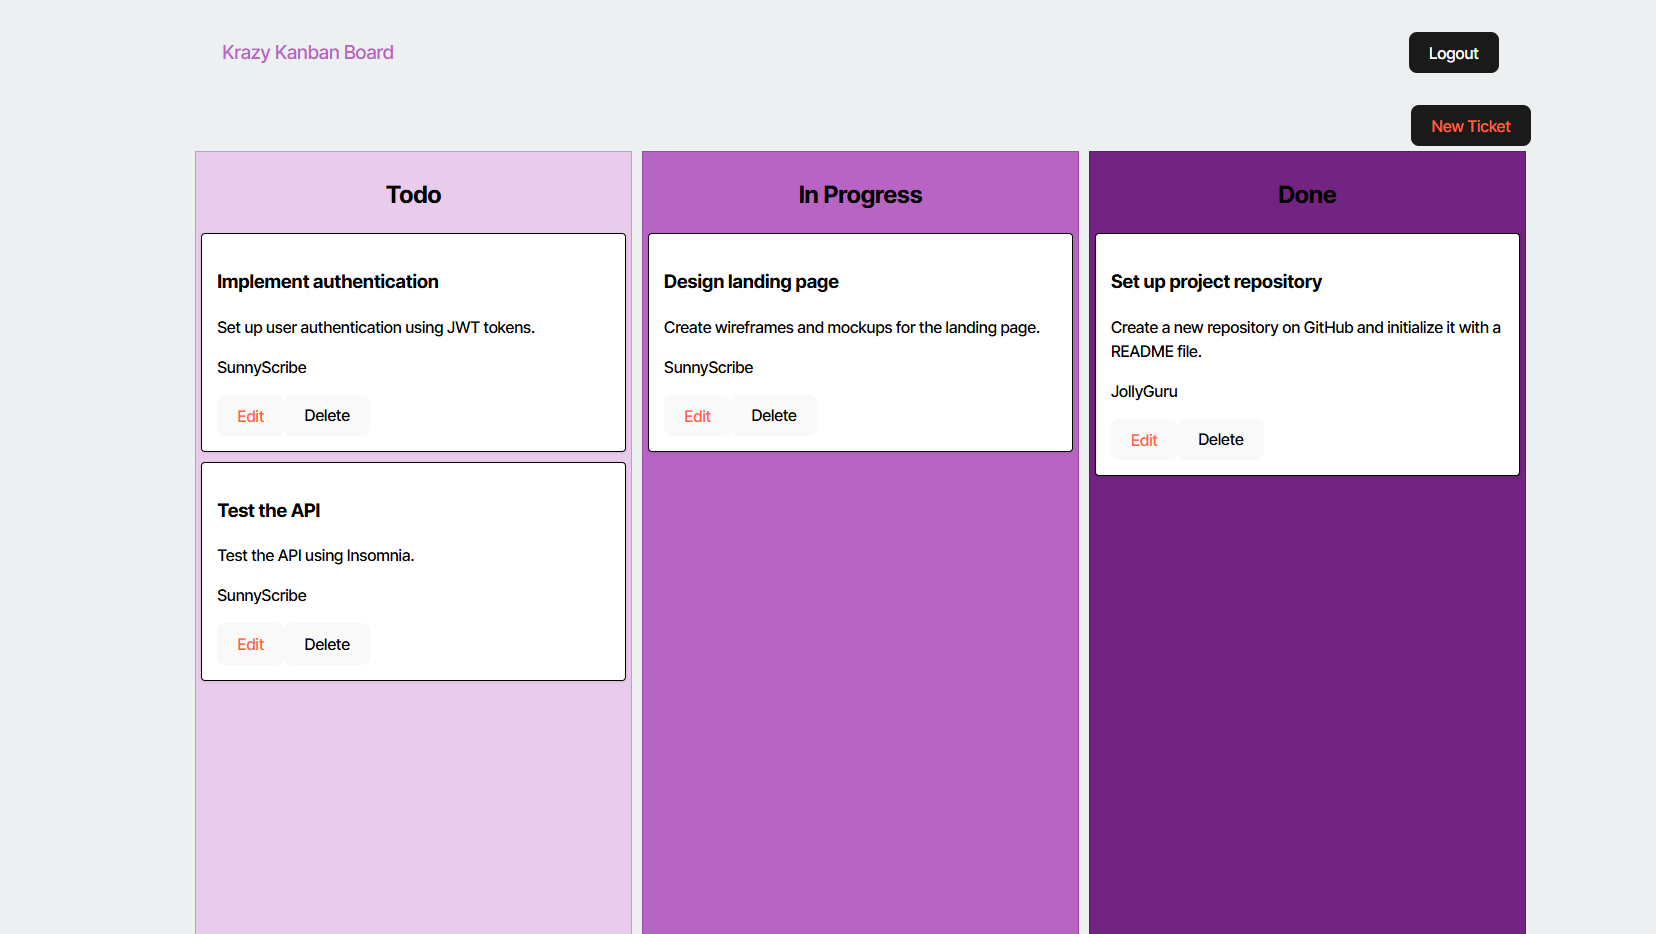 Krazy Kanban Board
Logout
New Ticket
Todo
Implement authentication
Set up user authentication using JWT tokens.
SunnyScribe
Edit
Delete
Test the API
Test the API using Insomnia.
SunnyScribe
Edit
Delete
In Progress
Design landing page
Create wireframes and mockups for the landing page.
SunnyScribe
Edit
Delete
Done
Set up project repository
Create a new repository on GitHub and initialize it with a
README file.
JollyGuru
Edit
Delete